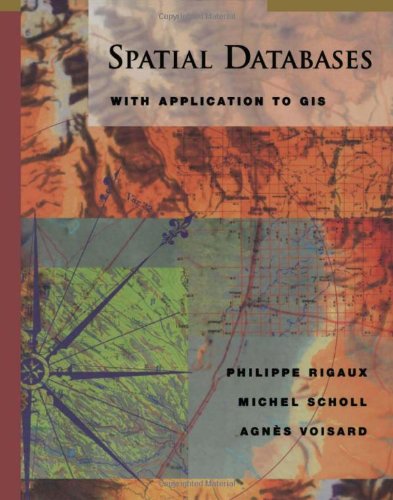 SPATIAL DATABASES
WITH APPLICATION TO GIS
PHILIPPE RIGAUX
MICHEL SCHOLL
AGNÈS VOISARD